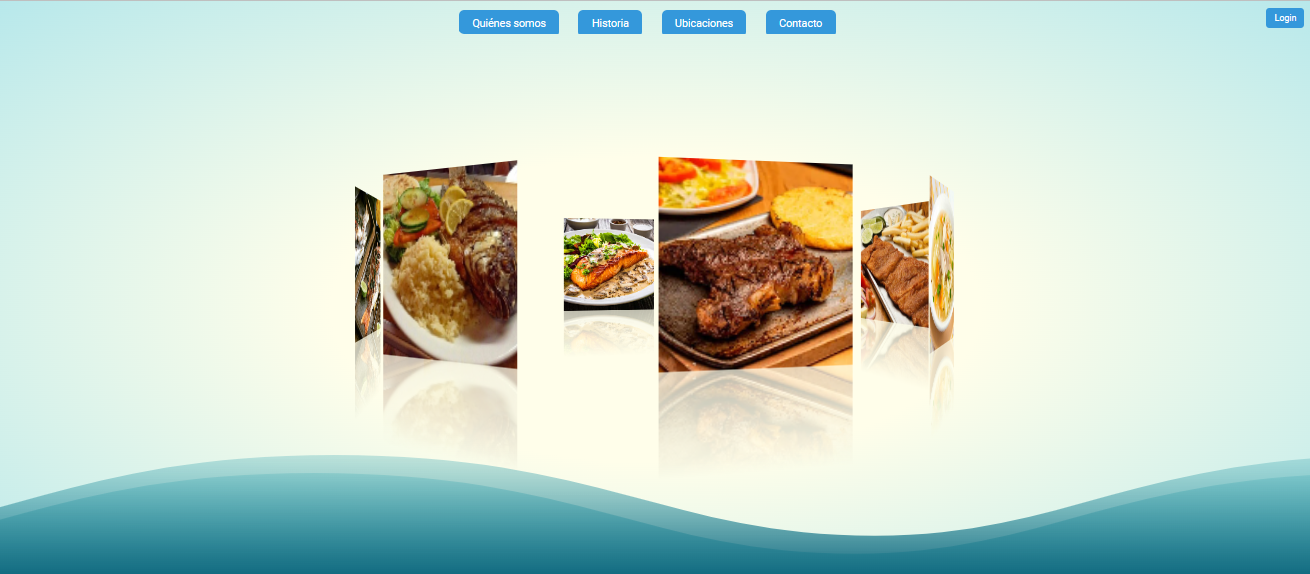 Quiénes somos
Historia
Ubicaciones
Contacto
Login